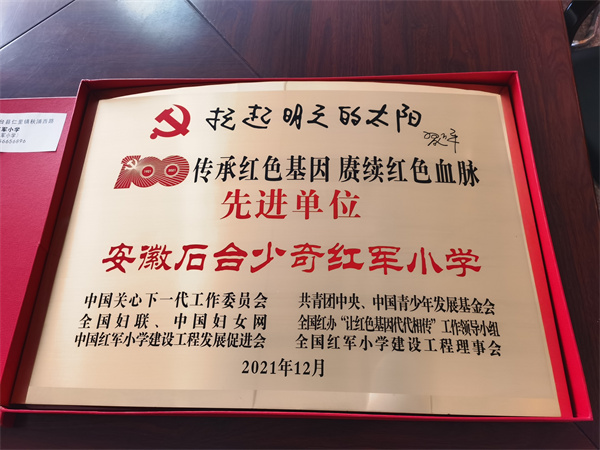 托起明天的太阳
100 传承红色基因 赓续红色血脉
先进单位
安徽石台少奇红军小学
中国关心下一代工作委员会
全国妇联、中国妇女网
中国红军小学建设工程发展促进会
共青团中央、中国青少年发展基金会
全国红办“让红色基因代代相传”工作领导小组
全国红军小学建设工程理事会
2021年12月
军小学